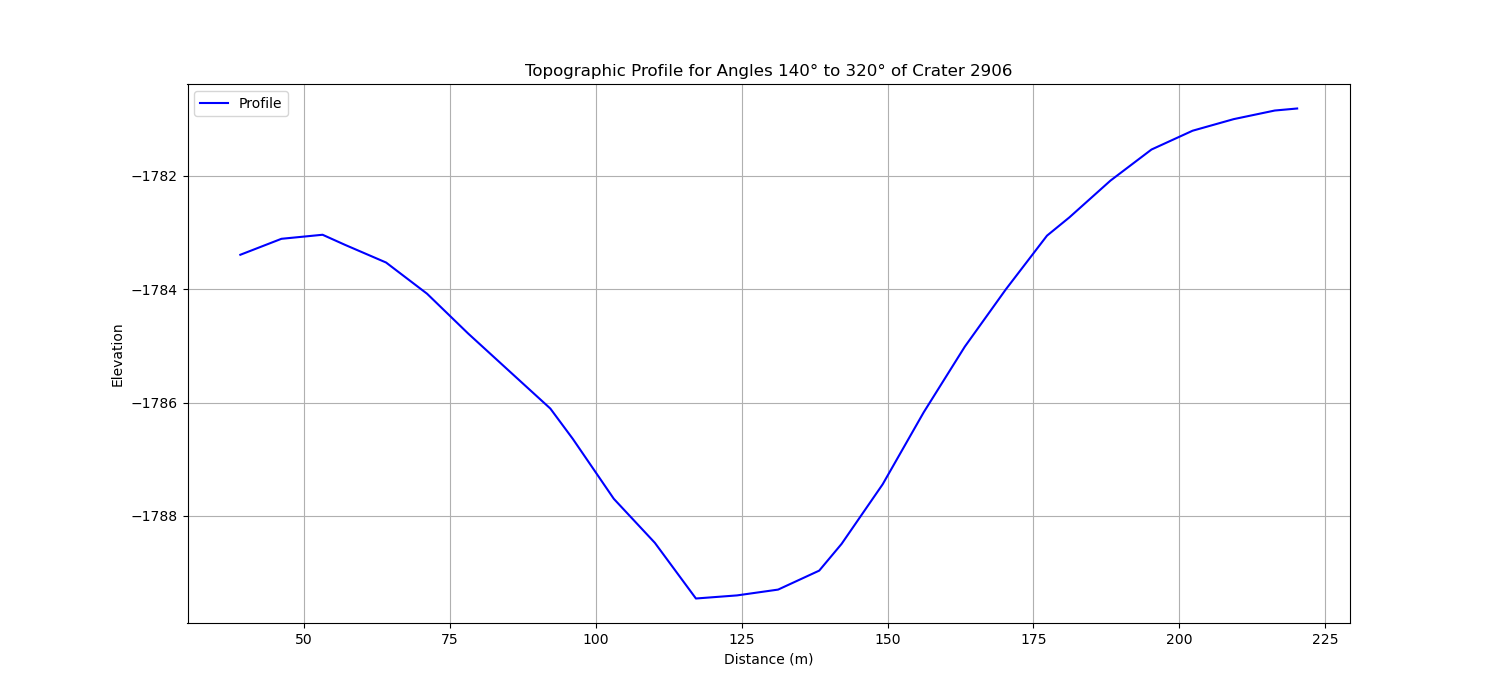 Topographic Profile for Angles 140° to 320° of Crater 2906
Profile
−1782
−1784
−1786
−1788
Elevation
50 75 100 125 150 175 200 225
Distance (m)